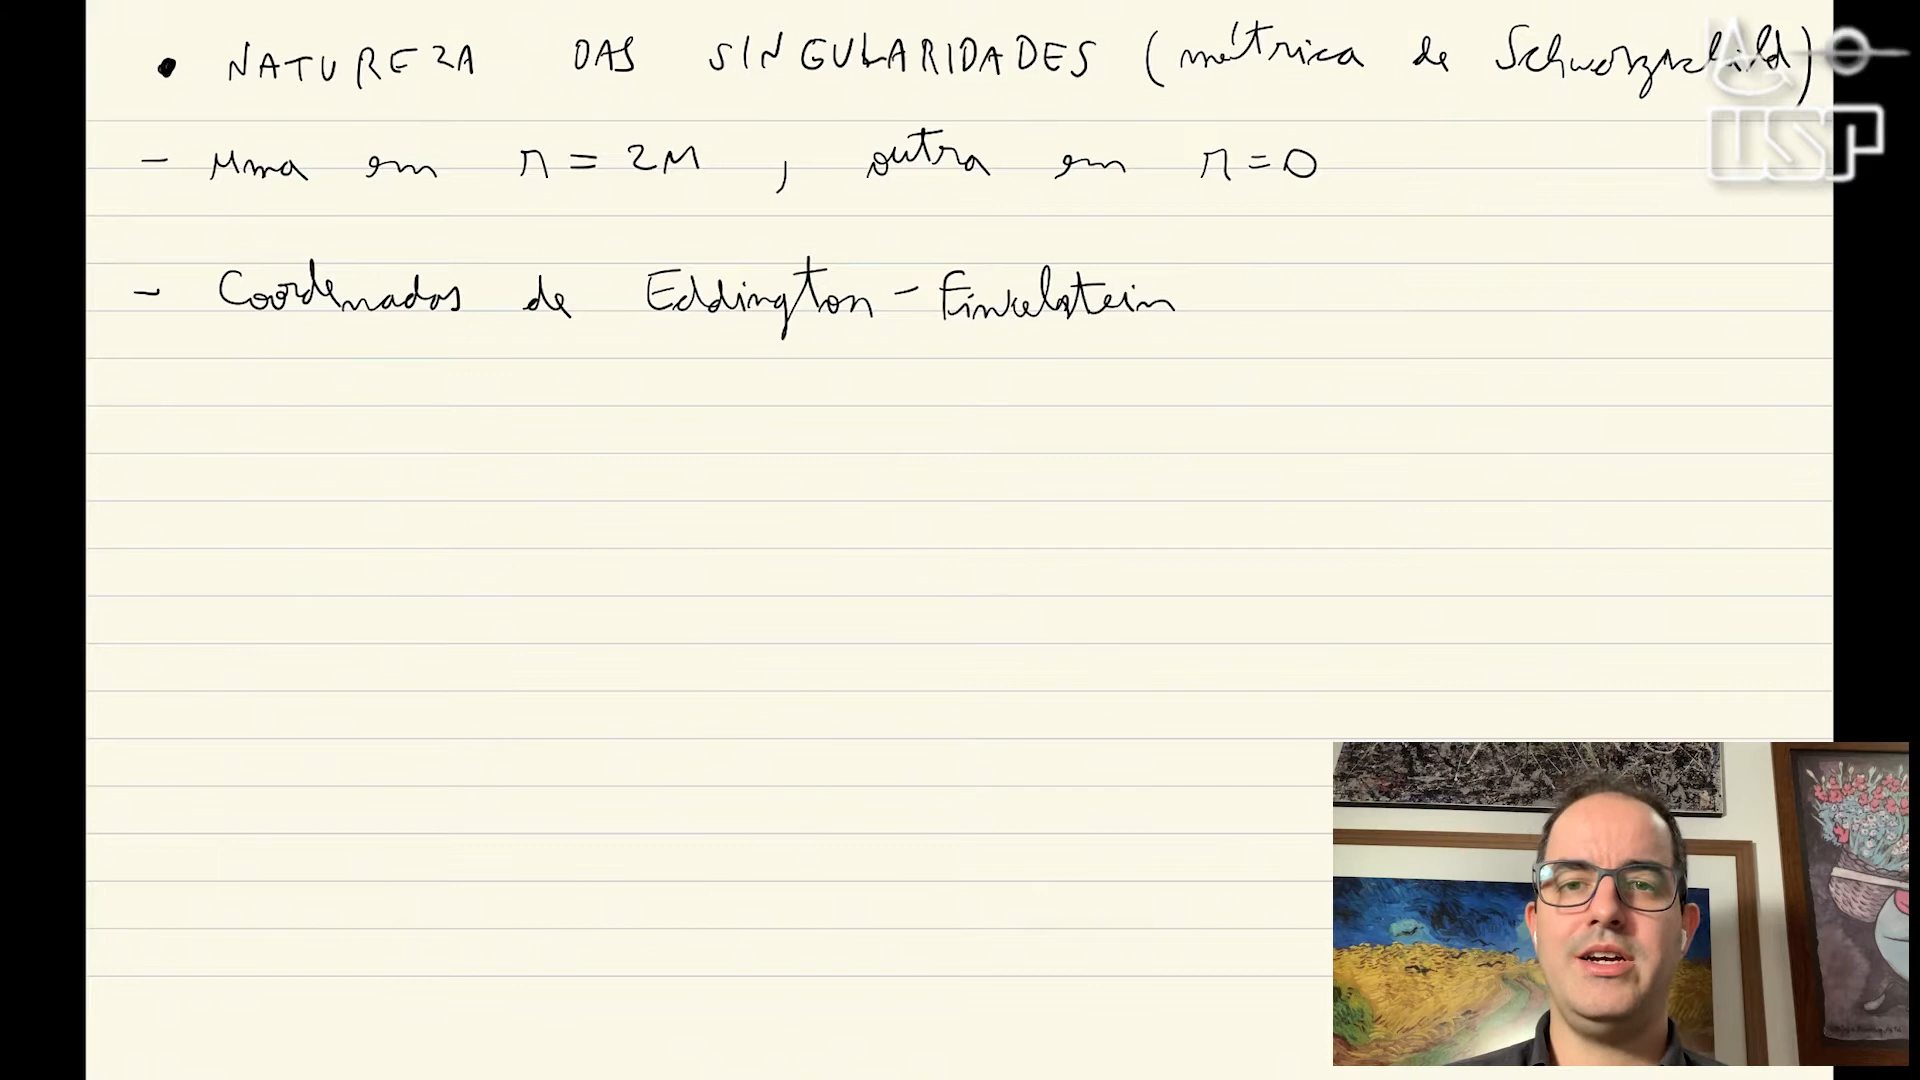 • NATUREZA DAS SINGULARIDADES (métrica de Schwarzschild)
USP
- uma em r = 2M , outra em r = 0
- Coordenadas de Eddington - Finkelstein